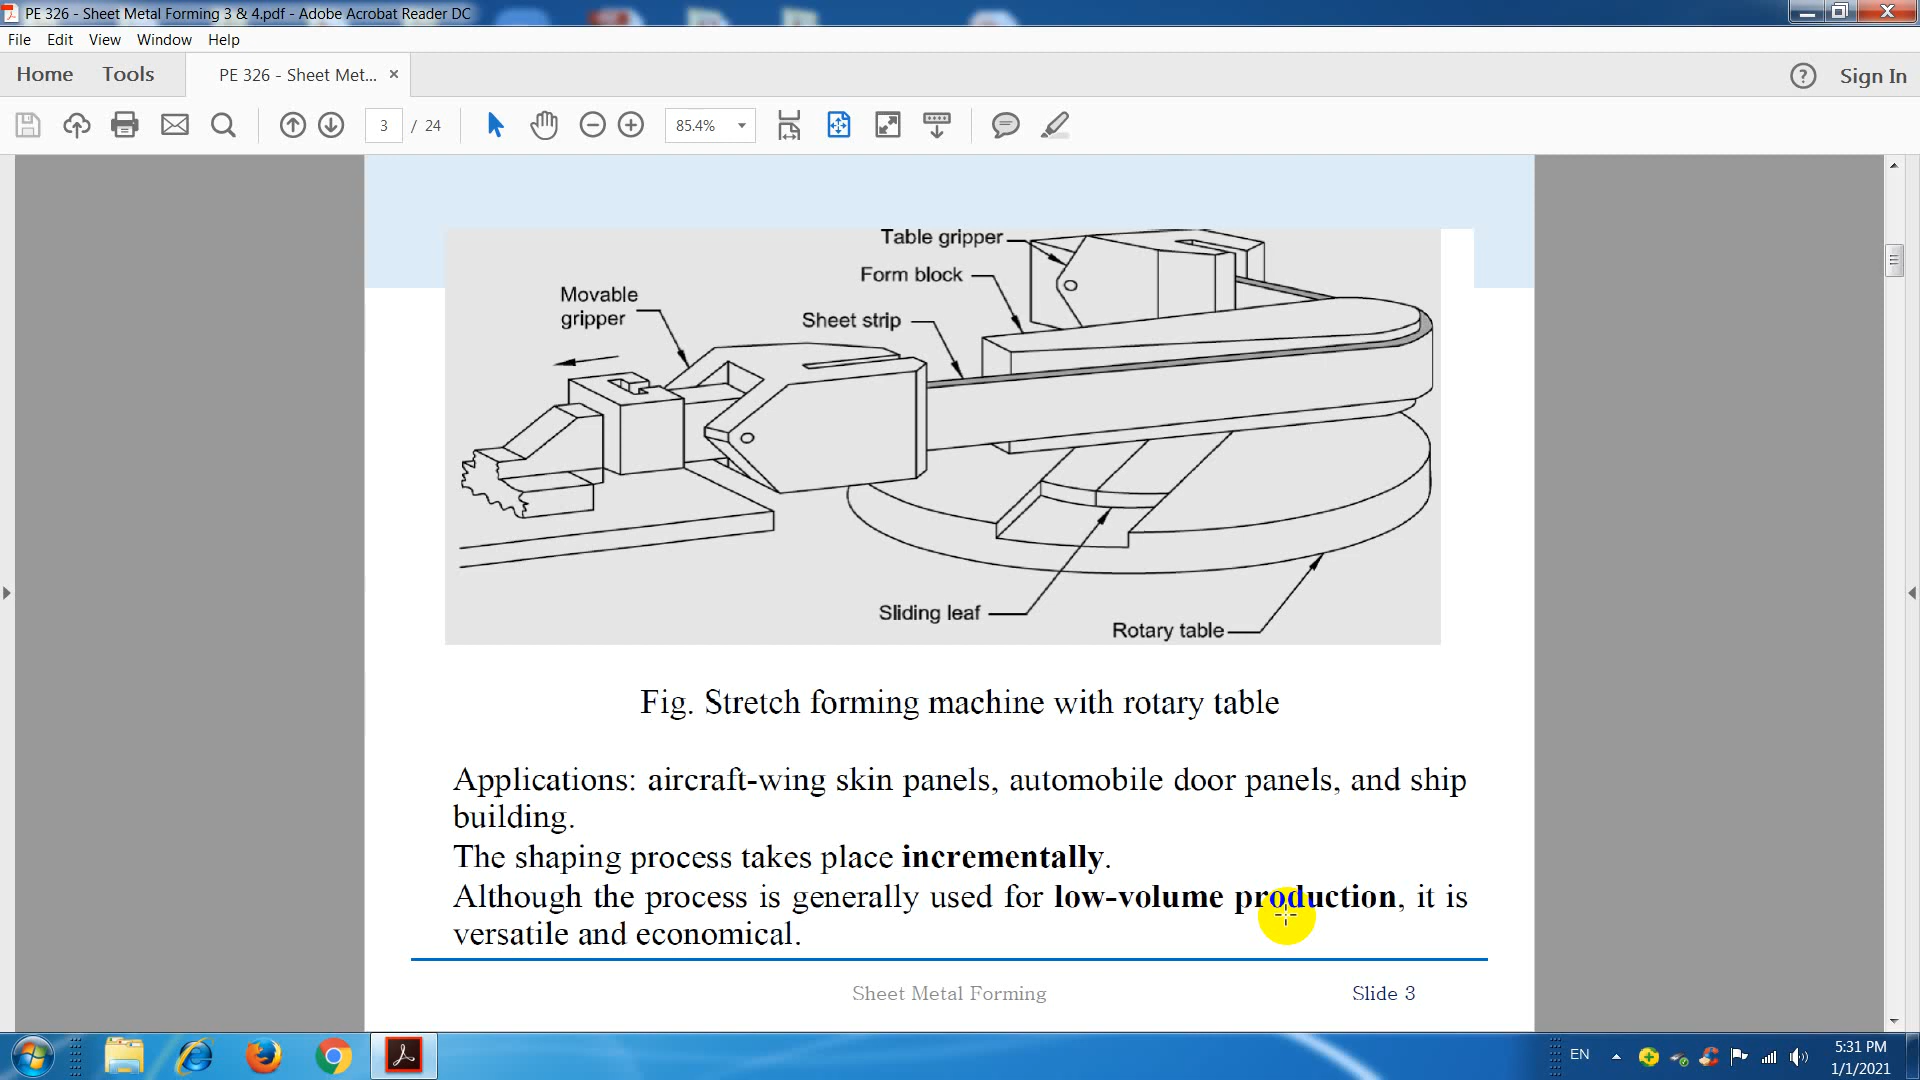 PE 326 - Sheet Metal Forming 3 & 4.pdf - Adobe Acrobat Reader DC
File Edit View Window Help
Home Tools PE 326 - Sheet Met... × ? Sign In
3 / 24 85.4%
Table gripper
Form block
Movable
gripper
Sheet strip
Sliding leaf
Rotary table
Fig. Stretch forming machine with rotary table
Applications: aircraft-wing skin panels, automobile door panels, and ship
building.
The shaping process takes place incrementally.
Although the process is generally used for low-volume production, it is
versatile and economical.
Sheet Metal Forming Slide 3
EN 5:31 PM
1/1/2021